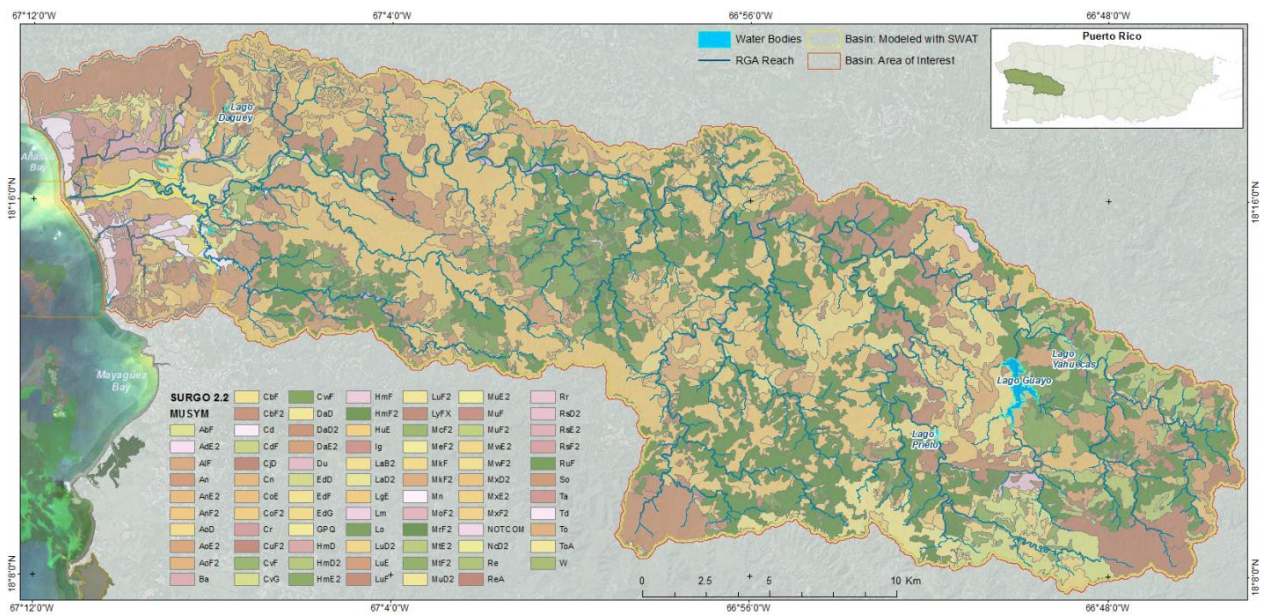 67°12'0"W
67°4'0"W
66°56'0"W
66°48'0"W
Water Bodies
Basin: Modeled with SWAT
RGA Reach
Basin: Area of Interest
Puerto Rico
Lago
Daguey
Añasco
Bay
18°16'0"N
18°16'0"N
Mayagüez
Bay
Lago
Yahuecas
Lago Guayo
Lago
Prieto
SURGO 2.2
MUSYM
AbF
AdE2
AlF
An
AnE2
AnF2
AoD
AoE2
AoF2
Ba
CbF
CbF2
Cd
CdF
CjD
Cn
CoE
CoF2
Cr
CuF2
CvF
CvG
CwF
DaD
DaD2
DaE2
Du
EdD
EdF
EdG
GPQ
HmD
HmD2
HmE2
HmF
HmF2
HuE
Ig
LaB2
LaD2
LgE
Lm
Lo
LuD2
LuE
LuF
LuF2
LyFX
McF2
MeF2
MkF
MkF2
Mn
MoF2
MrF2
MtE2
MtF2
MuD2
MuE2
MuF
MuF2
MwE2
MwF2
MxD2
MxE2
MxF2
NOTCOM
NcD2
Re
ReA
Rr
RsD2
RsE2
RsF2
RuF
So
Ta
Td
To
ToA
W
0 2.5 5 10 Km
18°8'0"N
18°8'0"N
67°12'0"W
67°4'0"W
66°56'0"W
66°48'0"W